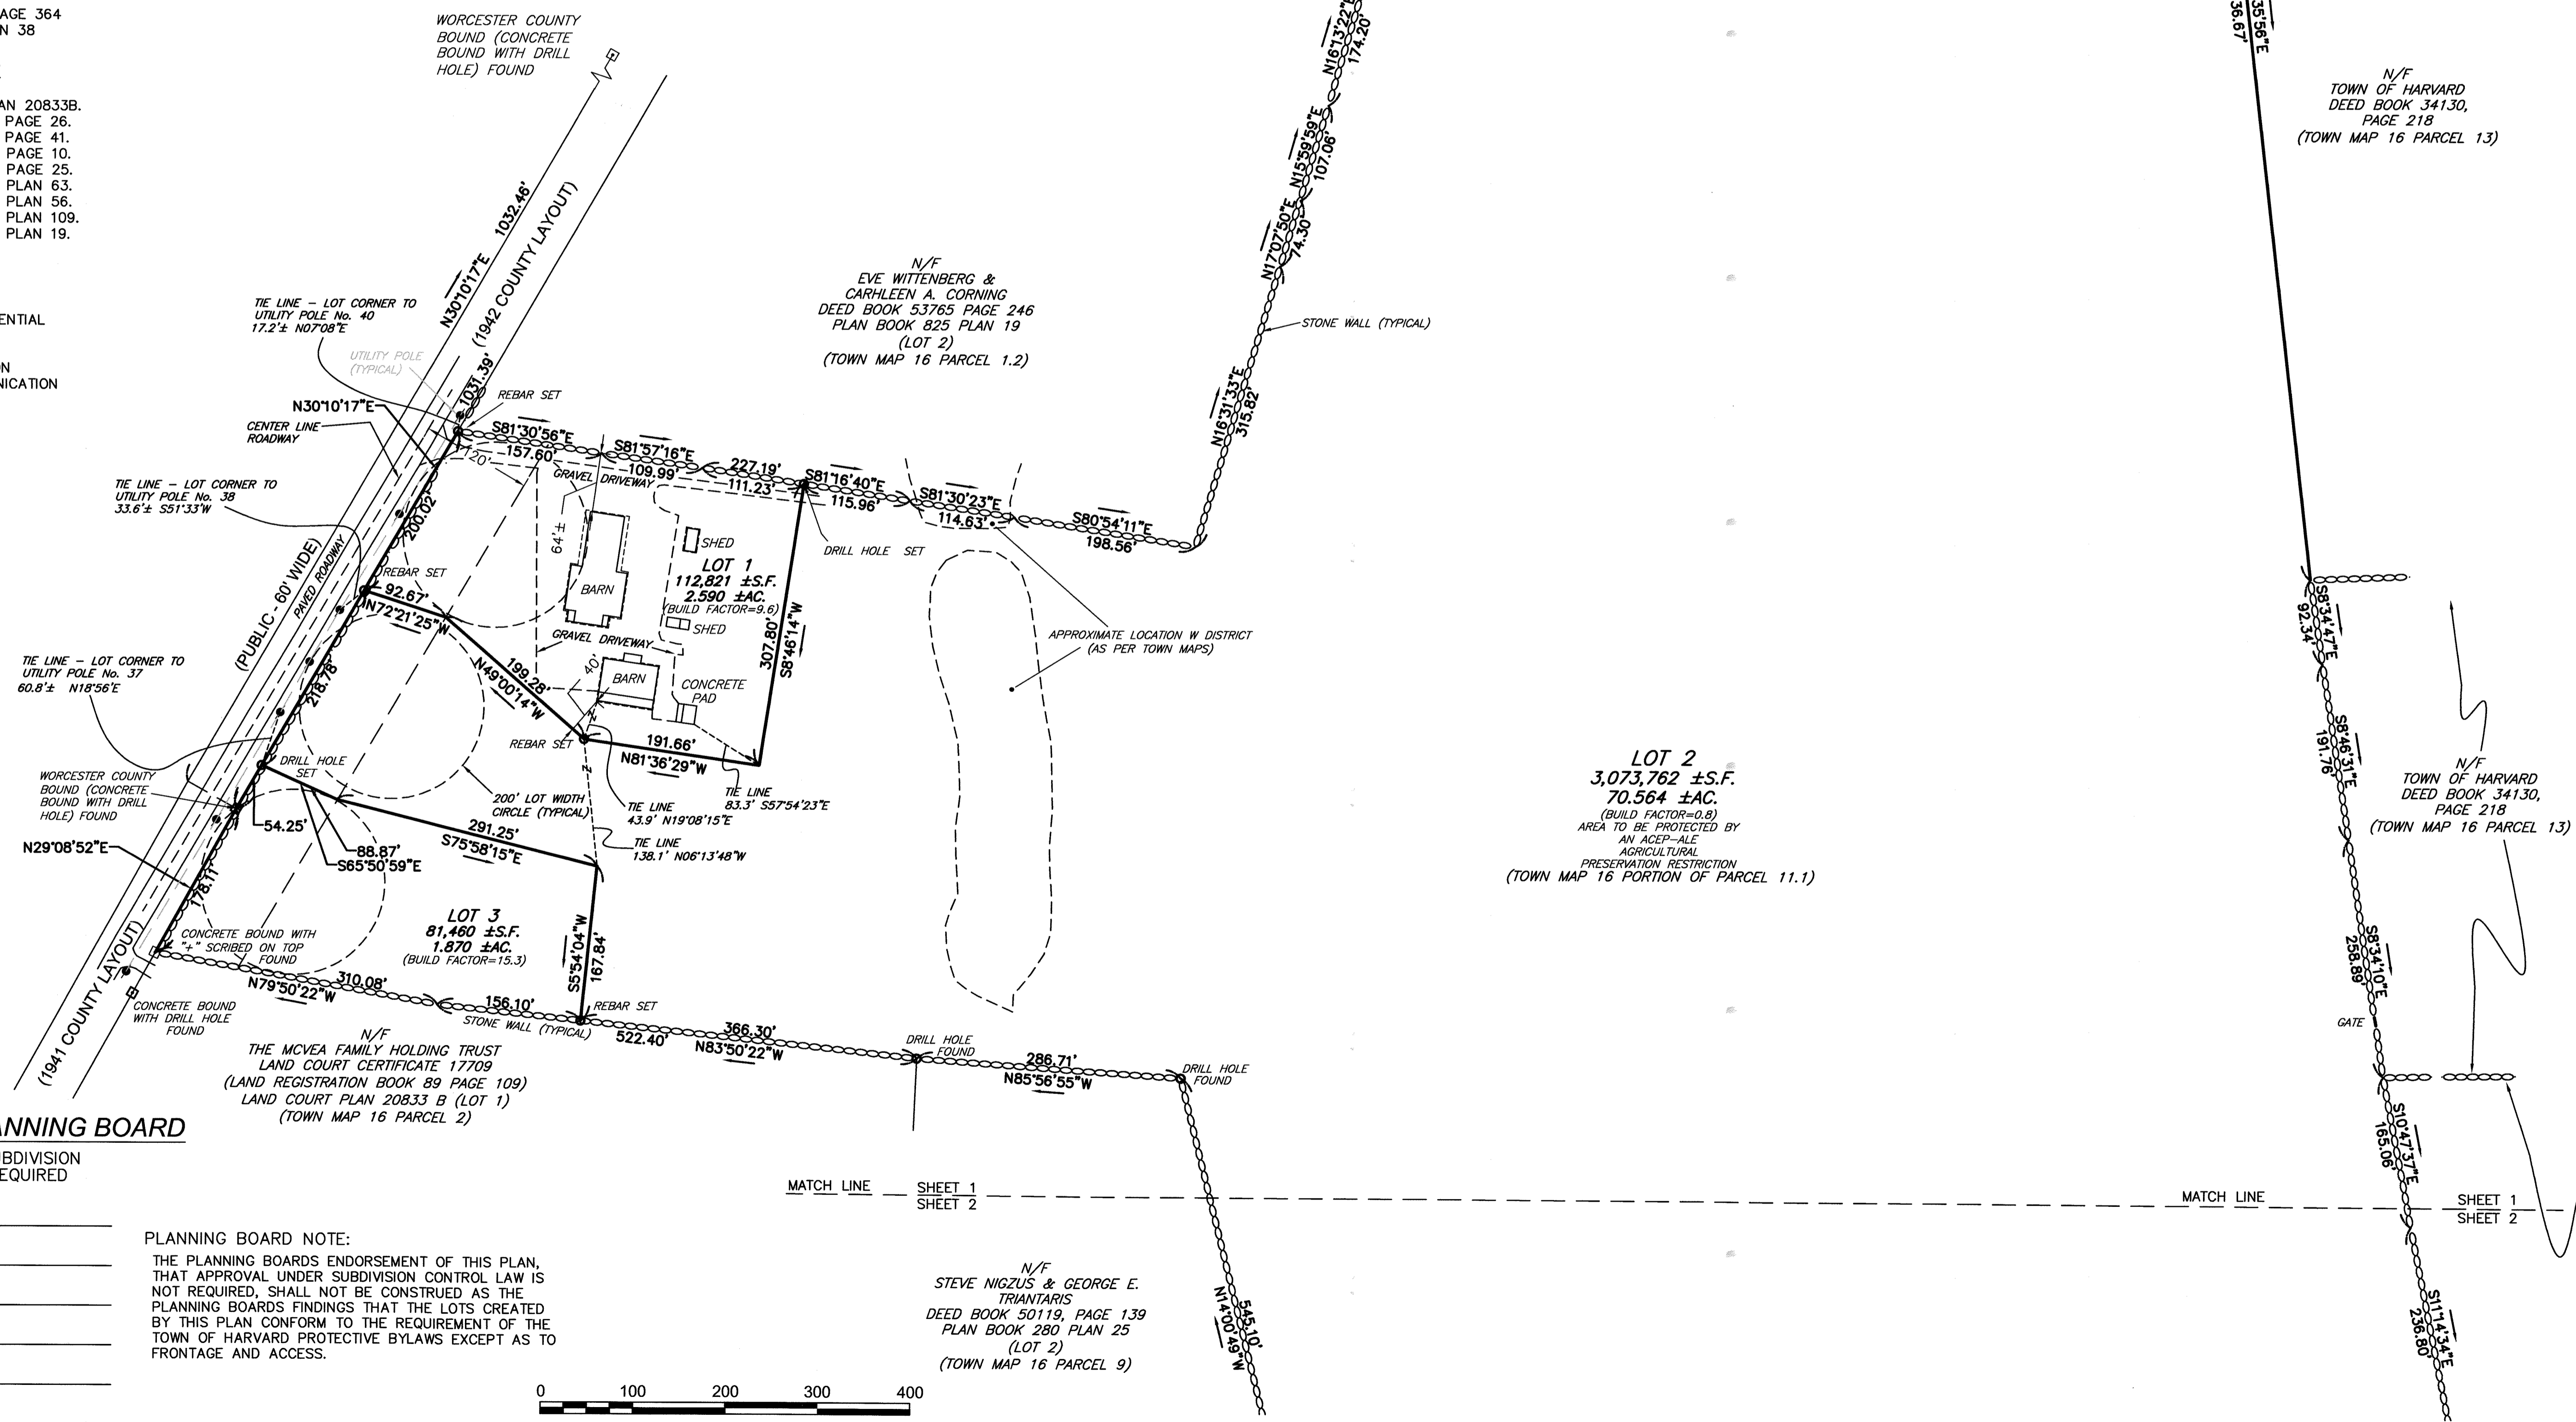 AGE 364
N 38
AN 20833B.
PAGE 26.
PAGE 41.
PAGE 10.
PAGE 25.
PLAN 63.
PLAN 56.
PLAN 109.
PLAN 19.
ENTIAL
ON
NICATION
WORCESTER COUNTY
BOUND (CONCRETE
BOUND WITH DRILL
HOLE) FOUND
N30°10'17"E
1032.46'
(1942 COUNTY LAYOUT)
1031.39'
TIE LINE – LOT CORNER TO
UTILITY POLE No. 40
17.2'± N07°08"E
UTILITY POLE
(TYPICAL)
N30°10'17"E
CENTER LINE
ROADWAY
REBAR SET
TIE LINE – LOT CORNER TO
UTILITY POLE No. 38
33.6'± S51°33'W
(PUBLIC - 60' WIDE)
PAVED ROADWAY
200.02'
120'
REBAR SET
TIE LINE – LOT CORNER TO
UTILITY POLE No. 37
60.8'± N18°56'E
218.78'
DRILL HOLE
SET
WORCESTER COUNTY
BOUND (CONCRETE
BOUND WITH DRILL
HOLE) FOUND
N29°08'52"E
178.11'
54.25'
88.87'
S65°50'59"E
(1941 COUNTY LAYOUT)
CONCRETE BOUND WITH
"+" SCRIBED ON TOP
FOUND
CONCRETE BOUND
WITH DRILL HOLE
FOUND
N/F
EVE WITTENBERG &
CARHLEEN A. CORNING
DEED BOOK 53765 PAGE 246
PLAN BOOK 825 PLAN 19
(LOT 2)
(TOWN MAP 16 PARCEL 1.2)
S81°30'56"E
157.60'
S81°57'16"E
109.99'
227.19'
111.23'
S81°16'40"E
115.96'
S81°30'23"E
114.63'
S80°54'11"E
198.56'
GRAVEL DRIVEWAY
64'±
BARN
SHED
LOT 1
112,821 ±S.F.
2.590 ±AC.
(BUILD FACTOR=9.6)
SHED
GRAVEL DRIVEWAY
40'
BARN
CONCRETE
PAD
DRILL HOLE SET
307.80'
S8°46'14"W
92.67'
N72°21'25"W
199.28'
N49°00'14"W
REBAR SET
191.66'
N81°36'29"W
TIE LINE
83.3' S57°54'23"E
TIE LINE
43.9' N19°08'15"E
200' LOT WIDTH
CIRCLE (TYPICAL)
TIE LINE
138.1' N06°13'48"W
291.25'
S75°58'15"E
LOT 3
81,460 ±S.F.
1.870 ±AC.
(BUILD FACTOR=15.3)
S5°54'04"W
167.84'
REBAR SET
310.08'
N79°50'22"W
156.10'
STONE WALL (TYPICAL)
522.40'
366.30'
N83°50'22"W
DRILL HOLE
FOUND
286.71'
N85°56'55"W
DRILL HOLE
FOUND
N/F
THE MCVEA FAMILY HOLDING TRUST
LAND COURT CERTIFICATE 17709
(LAND REGISTRATION BOOK 89 PAGE 109)
LAND COURT PLAN 20833 B (LOT 1)
(TOWN MAP 16 PARCEL 2)
N16°13'22"E
174.20'
N15°59'59"E
107.06'
N17°07'50"E
74.30'
STONE WALL (TYPICAL)
N16°31'33"E
315.82'
APPROXIMATE LOCATION W DISTRICT
(AS PER TOWN MAPS)
LOT 2
3,073,762 ±S.F.
70.564 ±AC.
(BUILD FACTOR=0.8)
AREA TO BE PROTECTED BY
AN ACEP–ALE
AGRICULTURAL
PRESERVATION RESTRICTION
(TOWN MAP 16 PORTION OF PARCEL 11.1)
35'56"E
36.67'
N/F
TOWN OF HARVARD
DEED BOOK 34130,
PAGE 218
(TOWN MAP 16 PARCEL 13)
S8°34'47"E
92.34'
S8°46'31"E
191.76'
N/F
TOWN OF HARVARD
DEED BOOK 34130,
PAGE 218
(TOWN MAP 16 PARCEL 13)
S8°34'10"E
258.89'
GATE
S10°47'37"E
165.06'
MATCH LINE
SHEET 1
SHEET 2
MATCH LINE
SHEET 1
SHEET 2
S11°14'34"E
236.80'
545.10'
N14°00'49"W
N/F
STEVE NIGZUS & GEORGE E.
TRIANTARIS
DEED BOOK 50119, PAGE 139
PLAN BOOK 280 PLAN 25
(LOT 2)
(TOWN MAP 16 PARCEL 9)
ANNING BOARD
UBDIVISION
EQUIRED
PLANNING BOARD NOTE:
THE PLANNING BOARDS ENDORSEMENT OF THIS PLAN,
THAT APPROVAL UNDER SUBDIVISION CONTROL LAW IS
NOT REQUIRED, SHALL NOT BE CONSTRUED AS THE
PLANNING BOARDS FINDINGS THAT THE LOTS CREATED
BY THIS PLAN CONFORM TO THE REQUIREMENT OF THE
TOWN OF HARVARD PROTECTIVE BYLAWS EXCEPT AS TO
FRONTAGE AND ACCESS.
0 100 200 300 400